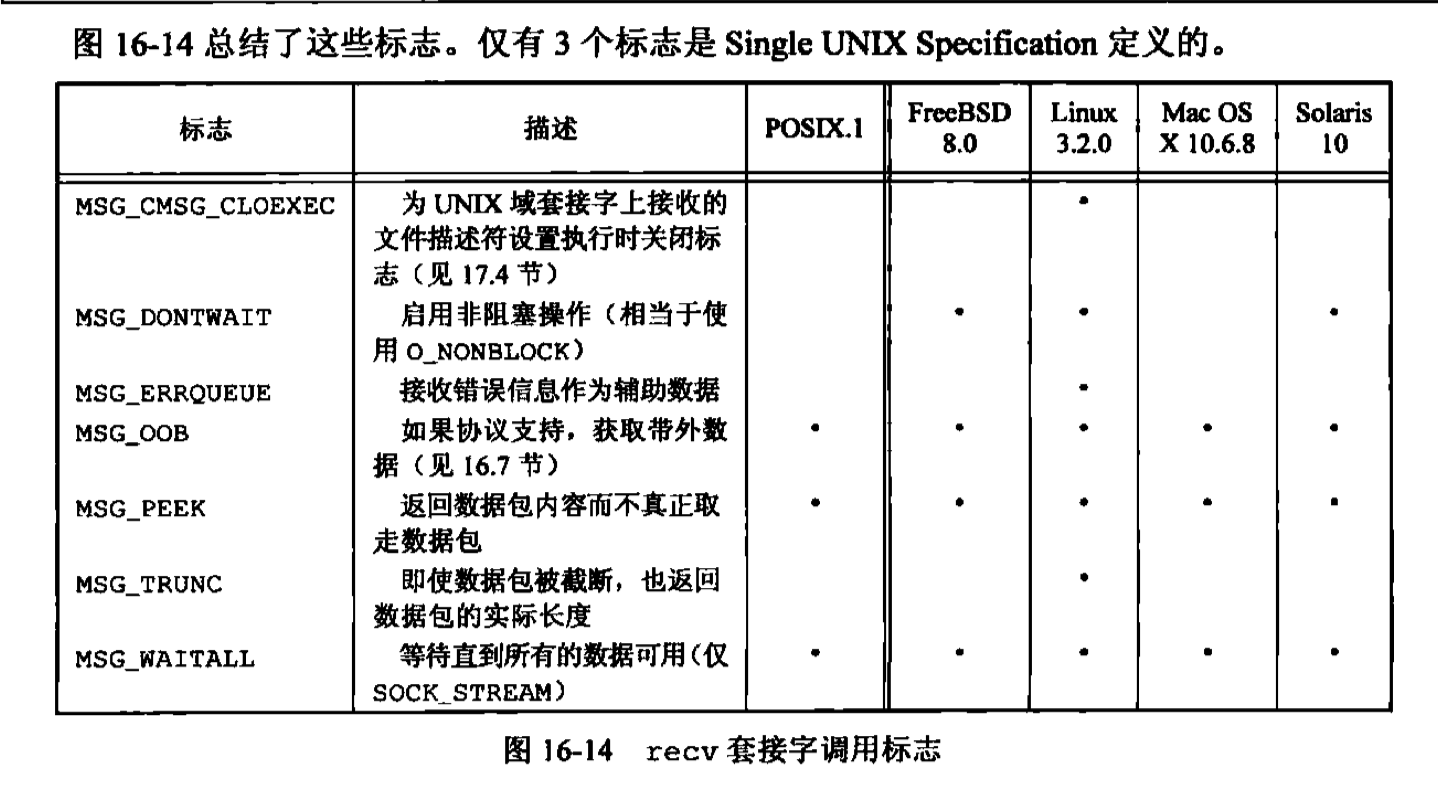 图 16-14 总结了这些标志。仅有 3 个标志是 Single UNIX Specification 定义的。
标志 描述 POSIX.1 FreeBSD 8.0 Linux 3.2.0 Mac OS X 10.6.8 Solaris 10
MSG_CMSG_CLOEXEC 为 UNIX 域套接字上接收的 •
文件描述符设置执行时关闭标
志（见 17.4 节）
MSG_DONTWAIT 启用非阻塞操作（相当于使 • • •
用 O_NONBLOCK）
MSG_ERRQUEUE 接收错误信息作为辅助数据 •
MSG_OOB 如果协议支持，获取带外数 • • • • •
据（见 16.7 节）
MSG_PEEK 返回数据包内容而不真正取 • • • • •
走数据包
MSG_TRUNC 即使数据包被截断，也返回 •
数据包的实际长度
MSG_WAITALL 等待直到所有的数据可用（仅 • • • • •
SOCK_STREAM）
图 16-14 recv 套接字调用标志